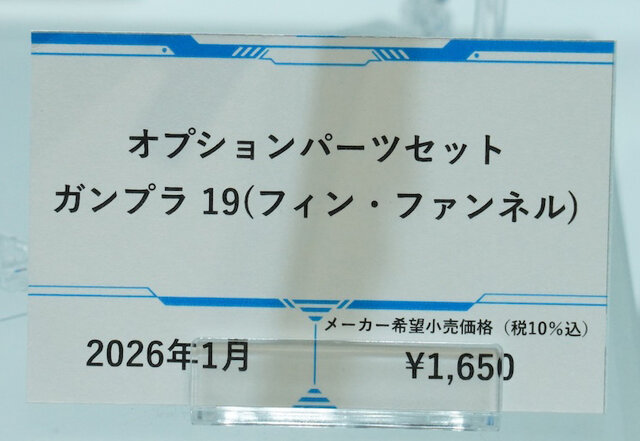 オプションパーツセット
ガンプラ 19(フィン・ファンネル)
メーカー希望小売価格（税10%込）
2026年1月
¥1,650